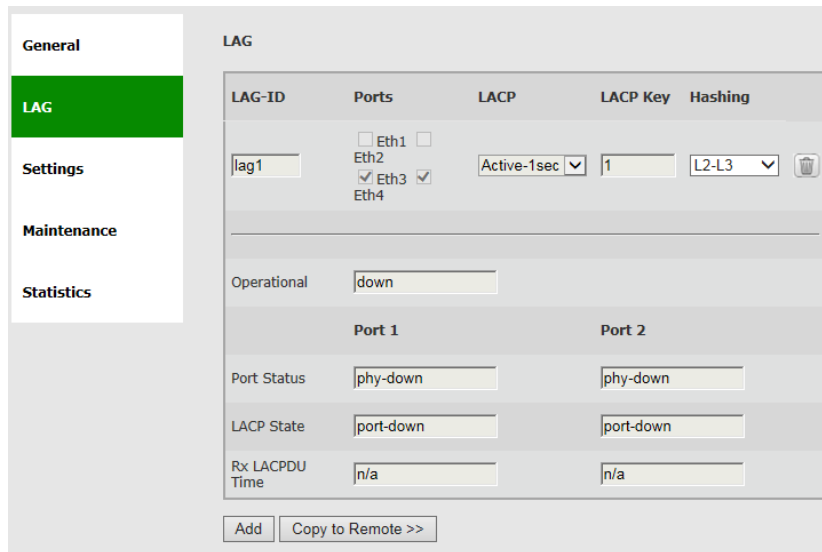 General
LAG
Settings
Maintenance
Statistics
LAG
LAG-ID Ports LACP LACP Key Hashing
lag1 Eth1 Eth2 Eth3 Eth4 Active-1sec 1 L2-L3
Operational down
Port 1 Port 2
Port Status phy-down phy-down
LACP State port-down port-down
Rx LACPDU Time n/a n/a
Add Copy to Remote >>